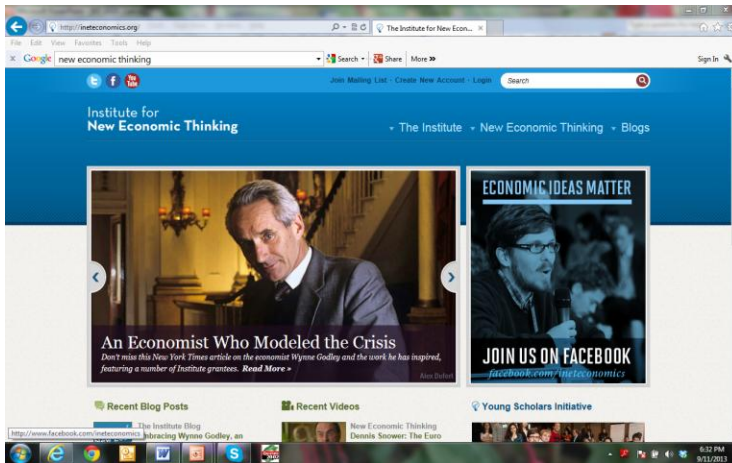 http://ineteconomics.org/
The Institute for New Econ...
File Edit View Favorites Tools Help
Google new economic thinking Search Share More » Sign In
Join Mailing List - Create New Account - Login Search
Institute for
New Economic Thinking
The Institute New Economic Thinking Blogs
ECONOMIC IDEAS MATTER
An Economist Who Modeled the Crisis
Don't miss this New York Times article on the economist Wynne Godley and the work he has inspired,
featuring a number of Institute grantees. Read More »
JOIN US ON FACEBOOK
facebook.com/ineteconomics
Recent Blog Posts Recent Videos Young Scholars Initiative
The Institute Blog New Economic Thinking
Embracing Wynne Godley, an Dennis Snower: The Euro
http://www.facebook.com/ineteconomics
6:32 PM
9/11/2013